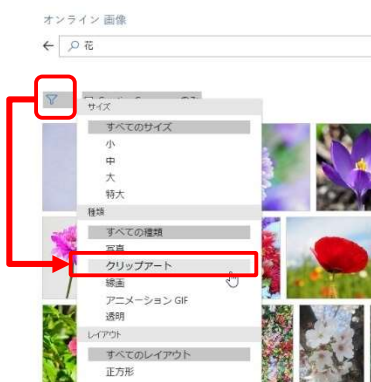 オンライン 画像
花
サイズ
すべてのサイズ
小
中
大
特大
種類
すべての種類
写真
クリップアート
線画
アニメーション GIF
透明
レイアウト
すべてのレイアウト
正方形